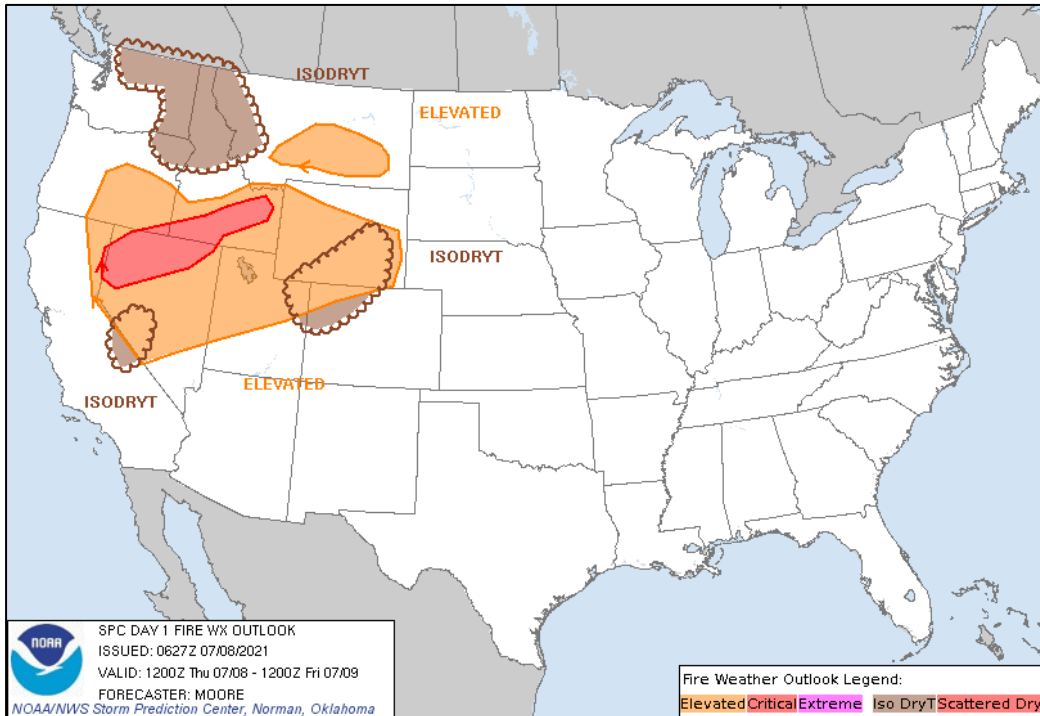 ISODRYT
ELEVATED
ISODRYT
ELEVATED
ISODRYT
NOAA
SPC DAY 1 FIRE WX OUTLOOK
ISSUED: 0627Z 07/08/2021
VALID: 1200Z Thu 07/08 - 1200Z Fri 07/09
FORECASTER: MOORE
NOAA/NWS Storm Prediction Center, Norman, Oklahoma
Fire Weather Outlook Legend:
Elevated Critical Extreme Iso DryT Scattered Dry